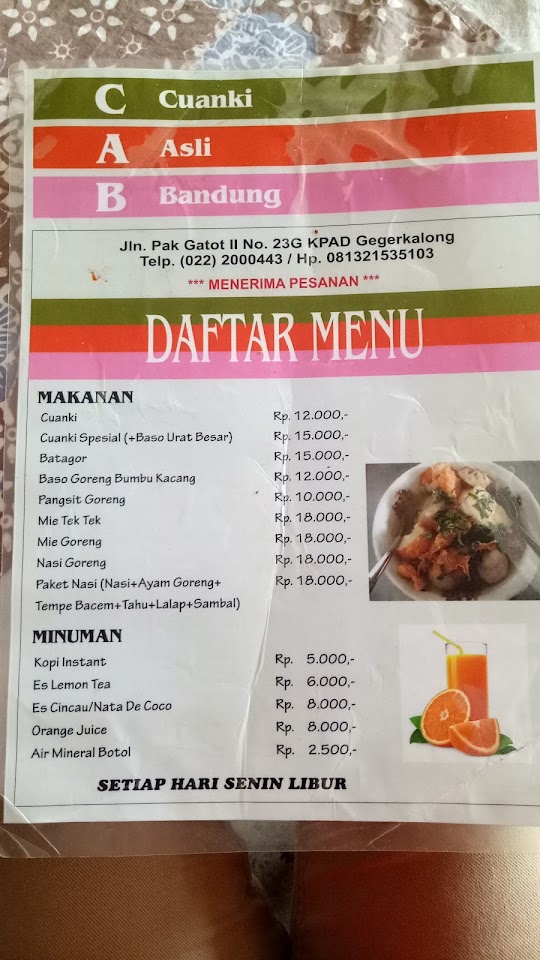 C Cuanki
A Asli
B Bandung
Jln. Pak Gatot II No. 23G KPAD Gegerkalong
Telp. (022) 2000443 / Hp. 081321535103
*** MENERIMA PESANAN ***
DAFTAR MENU
MAKANAN
Cuanki Rp. 12.000,-
Cuanki Spesial (+Baso Urat Besar) Rp. 15.000,-
Batagor Rp. 15.000,-
Baso Goreng Bumbu Kacang Rp. 12.000,-
Pangsit Goreng Rp. 10.000,-
Mie Tek Tek Rp. 18.000,-
Mie Goreng Rp. 18.000,-
Nasi Goreng Rp. 18.000,-
Paket Nasi (Nasi+Ayam Goreng+ Rp. 18.000,-
Tempe Bacem+Tahu+Lalap+Sambal)
MINUMAN
Kopi Instant Rp. 5.000,-
Es Lemon Tea Rp. 6.000,-
Es Cincau/Nata De Coco Rp. 8.000,-
Orange Juice Rp. 8.000,-
Air Mineral Botol Rp. 2.500,-
SETIAP HARI SENIN LIBUR